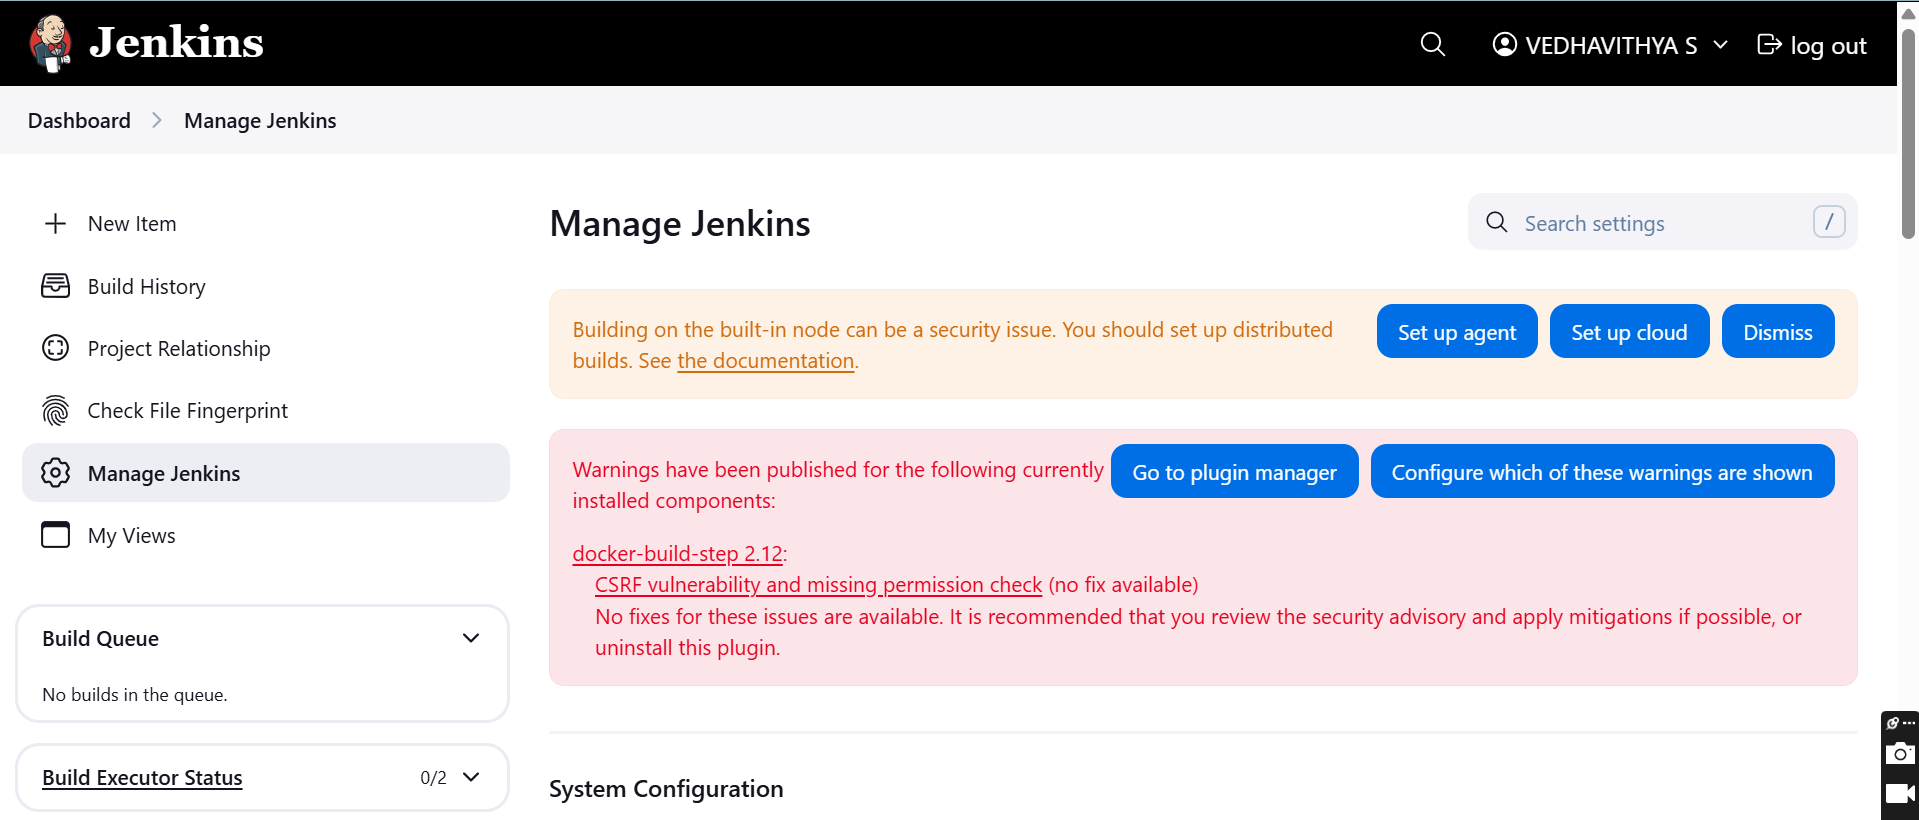 Jenkins
VEDHAVITHYA S
log out
Dashboard
Manage Jenkins
New Item
Build History
Project Relationship
Check File Fingerprint
Manage Jenkins
My Views
Build Queue
No builds in the queue.
Build Executor Status
0/2
Manage Jenkins
Search settings
/
Building on the built-in node can be a security issue. You should set up distributed
builds. See the documentation.
Set up agent
Set up cloud
Dismiss
Warnings have been published for the following currently
installed components:
Go to plugin manager
Configure which of these warnings are shown
docker-build-step 2.12:
CSRF vulnerability and missing permission check (no fix available)
No fixes for these issues are available. It is recommended that you review the security advisory and apply mitigations if possible, or
uninstall this plugin.
System Configuration